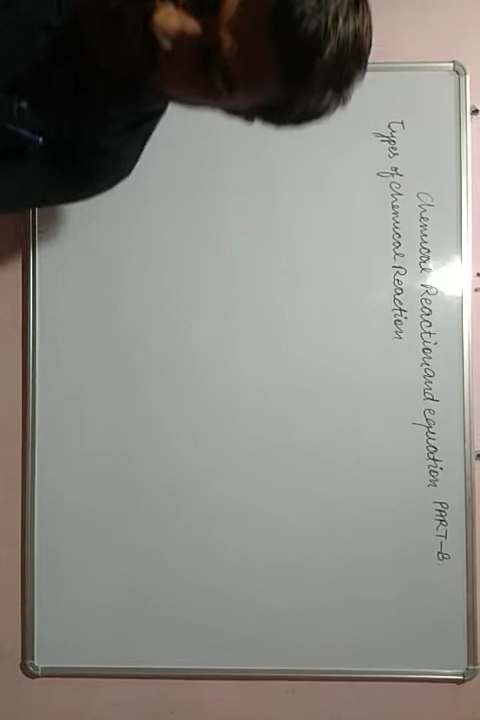 Chemical Reaction and equation PART-B.
Types of chemical Reaction